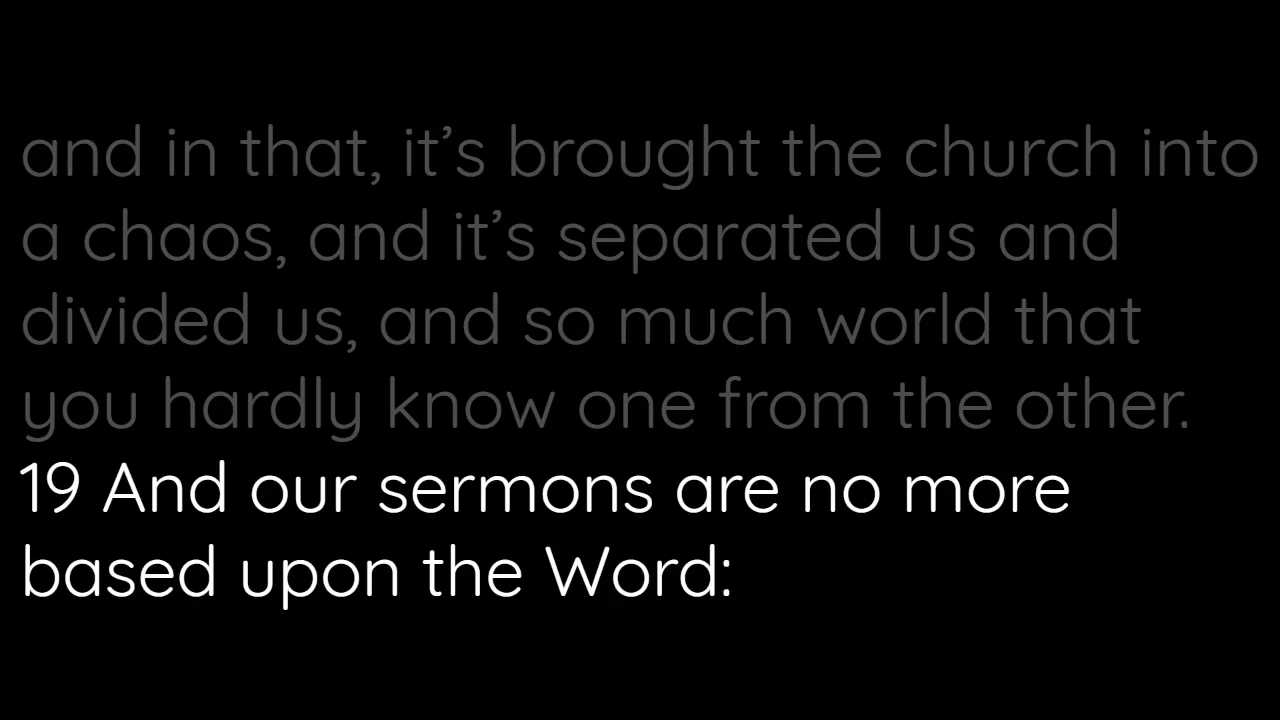 and in that, it’s brought the church into
a chaos, and it’s separated us and
divided us, and so much world that
you hardly know one from the other.
19 And our sermons are no more
based upon the Word: